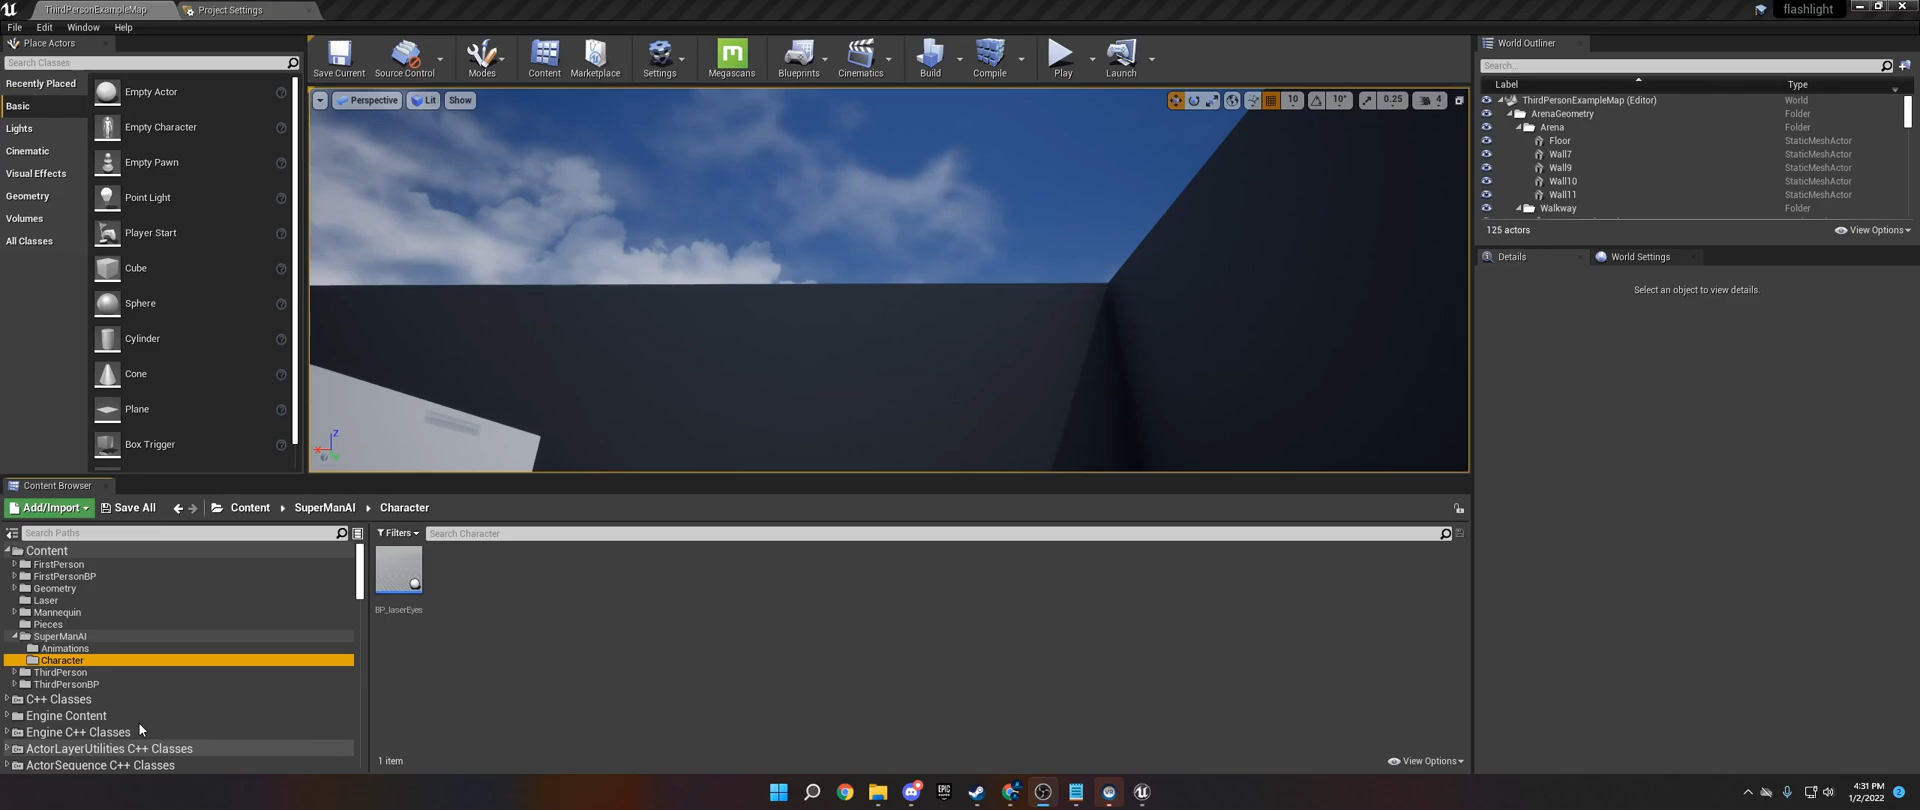 ThirdPersonExampleMap
Project Settings
flashlight
File Edit Window Help
Place Actors
Search Classes
Recently Placed
Basic
Lights
Cinematic
Visual Effects
Geometry
Volumes
All Classes
Empty Actor
Empty Character
Empty Pawn
Point Light
Player Start
Cube
Sphere
Cylinder
Cone
Plane
Box Trigger
Save Current
Source Control
Modes
Content
Marketplace
Settings
Megascans
Blueprints
Cinematics
Build
Compile
Play
Launch
Perspective
Lit
Show
10
10°
0.25
4
World Outliner
Search...
Label Type
ThirdPersonExampleMap (Editor) World
ArenaGeometry Folder
Arena Folder
Floor StaticMeshActor
Wall7 StaticMeshActor
Wall9 StaticMeshActor
Wall10 StaticMeshActor
Wall11 StaticMeshActor
Walkway Folder
125 actors
View Options
Details
World Settings
Select an object to view details.
Z
X
Content Browser
Add/Import
Save All
Content
SuperManAI
Character
Search Paths
Filters
Search Character
Content
FirstPerson
FirstPersonBP
Geometry
Laser
Mannequin
Pieces
SuperManAI
Animations
Character
ThirdPerson
ThirdPersonBP
C++ Classes
Engine Content
Engine C++ Classes
ActorLayerUtilities C++ Classes
ActorSequence C++ Classes
BP_laserEyes
1 item
View Options
EPIC
4:31 PM
1/2/2022
2